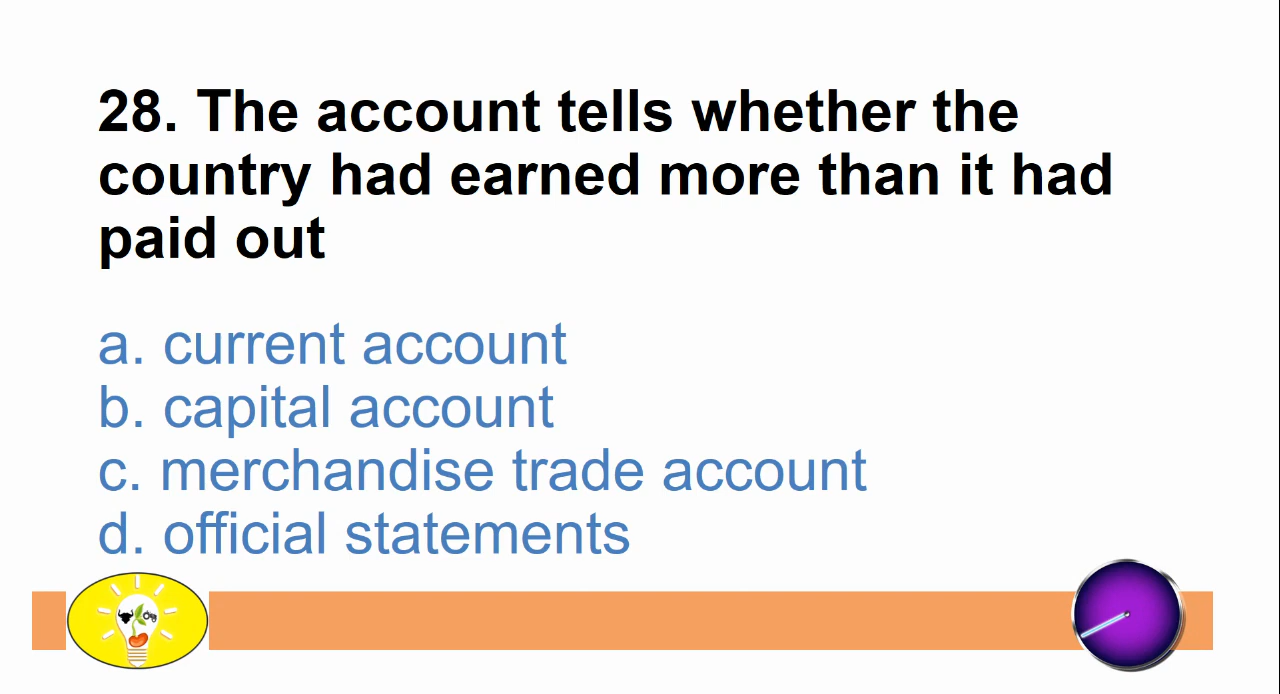 28. The account tells whether the
country had earned more than it had
paid out
a. current account
b. capital account
c. merchandise trade account
d. official statements